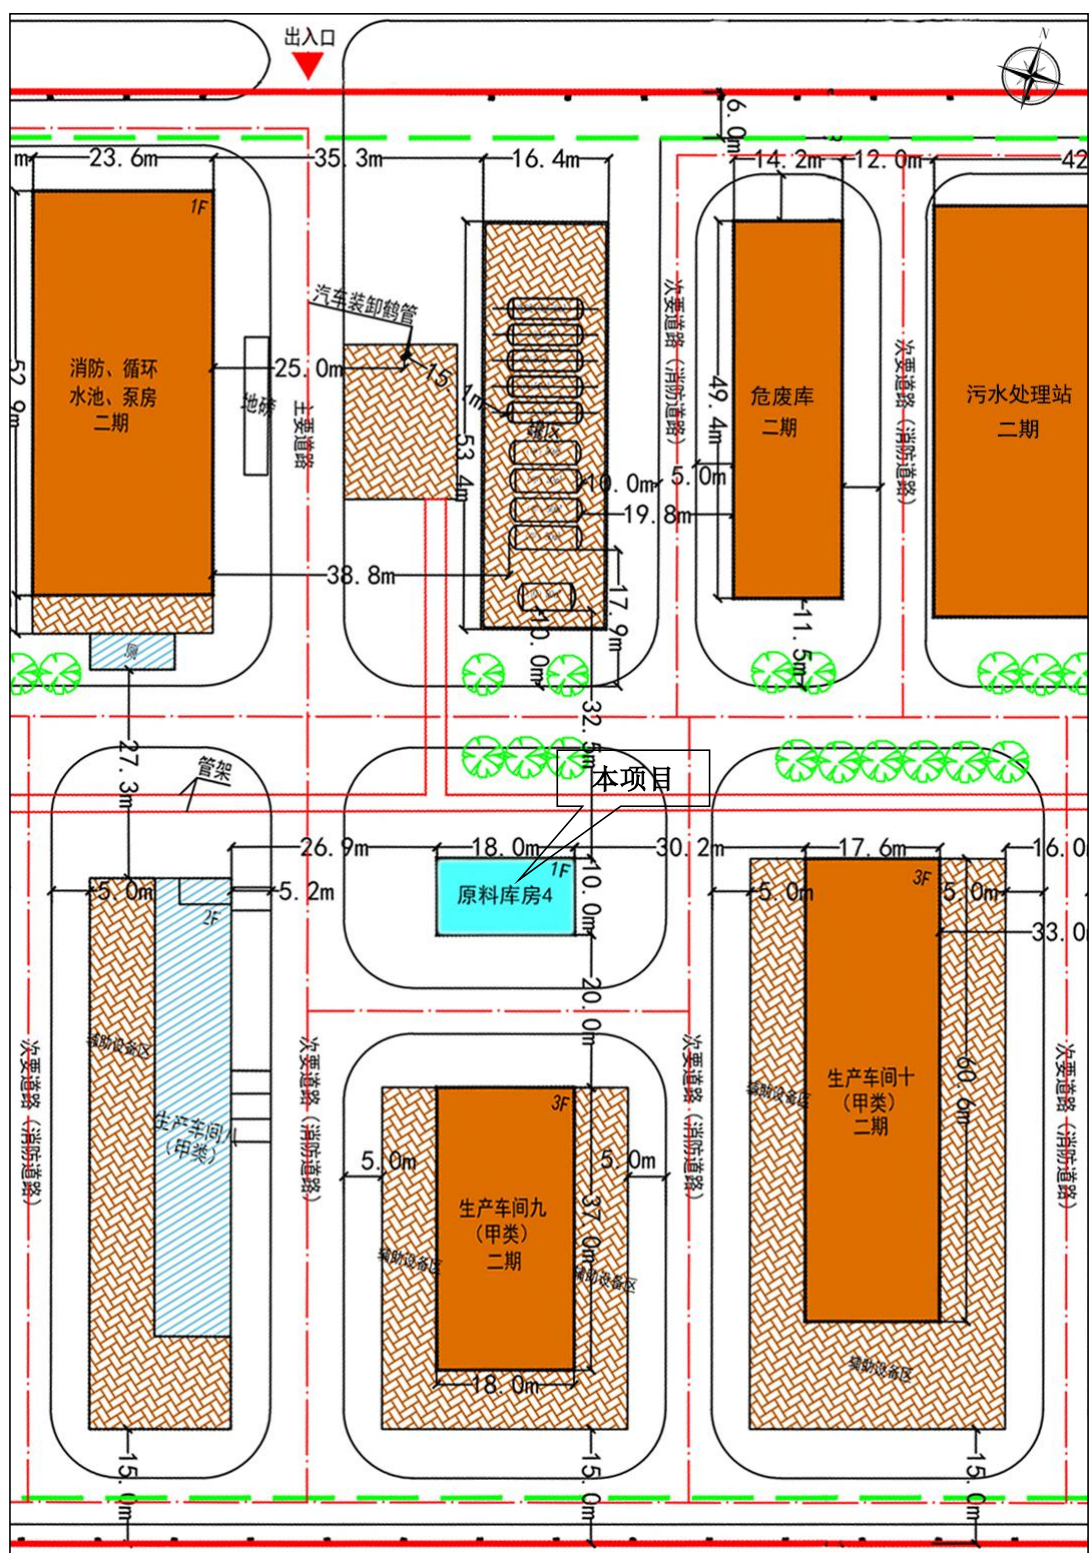 出入口
N
6.0m
m
23.6m
35.3m
16.4m
14.2m
12.0m
42
1F
汽车装卸鹤管
消防、循环
水池、泵房
二期
52.9m
25.0m
地磅
主要道路
15.1m
罐区
53.4m
次要道路（消防道路）
49.4m
危废库
二期
次要道路（消防道路）
污水处理站
二期
10.0m
5.0m
19.8m
38.8m
17.9m
10.0m
11.5m
32.5m
27.3m
管架
本项目
26.9m
18.0m
30.2m
17.6m
16.0
1F
原料库房4
10.0m
5.0m
5.2m
2F
3F
5.0m
5.0m
33.0
20.0m
辅助设备区
生产车间八
（甲类）
次要道路（消防道路）
次要道路（消防道路）
3F
5.0m
5.0m
生产车间九
（甲类）
二期
37.0m
辅助设备区
辅助设备区
18.0m
次要道路（消防道路）
辅助设备区
生产车间十
（甲类）
二期
60.6m
辅助设备区
次要道路（消防道路）
15.0m
15.0m
15.0m